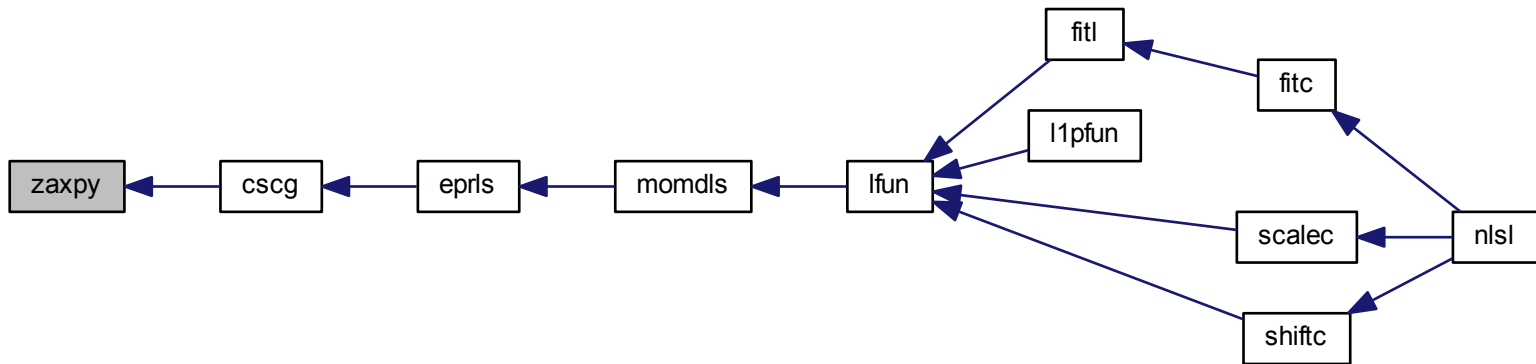 zaxpy
cscg
eprls
momdls
lfun
fitl
l1pfun
scalec
shiftc
fitc
nlsl